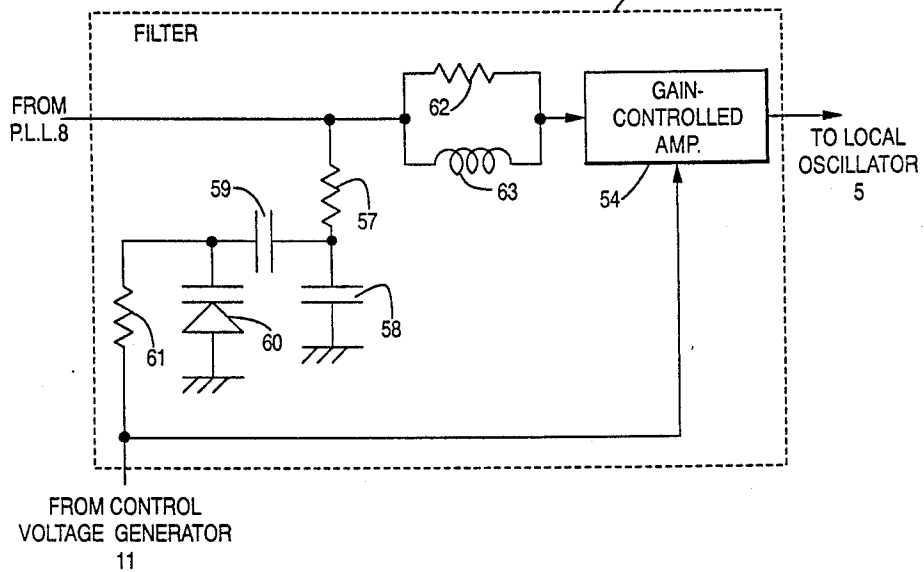 FILTER
FROM
P.L.L.8
62
63
GAIN-
CONTROLLED
AMP.
54
TO LOCAL
OSCILLATOR
5
59
57
58
60
61
FROM CONTROL
VOLTAGE GENERATOR
11